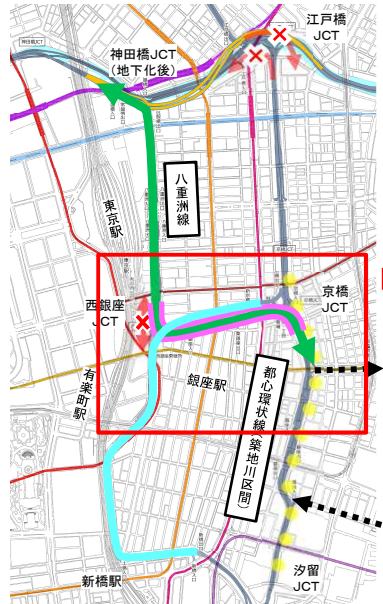 江戸橋
JCT
神田橋JCT
（地下化後）
八重洲線
東京駅
西銀座
JCT
京橋
JCT
銀座駅
有楽町駅
都心環状線（築地川区間）
汐留
JCT
新橋駅